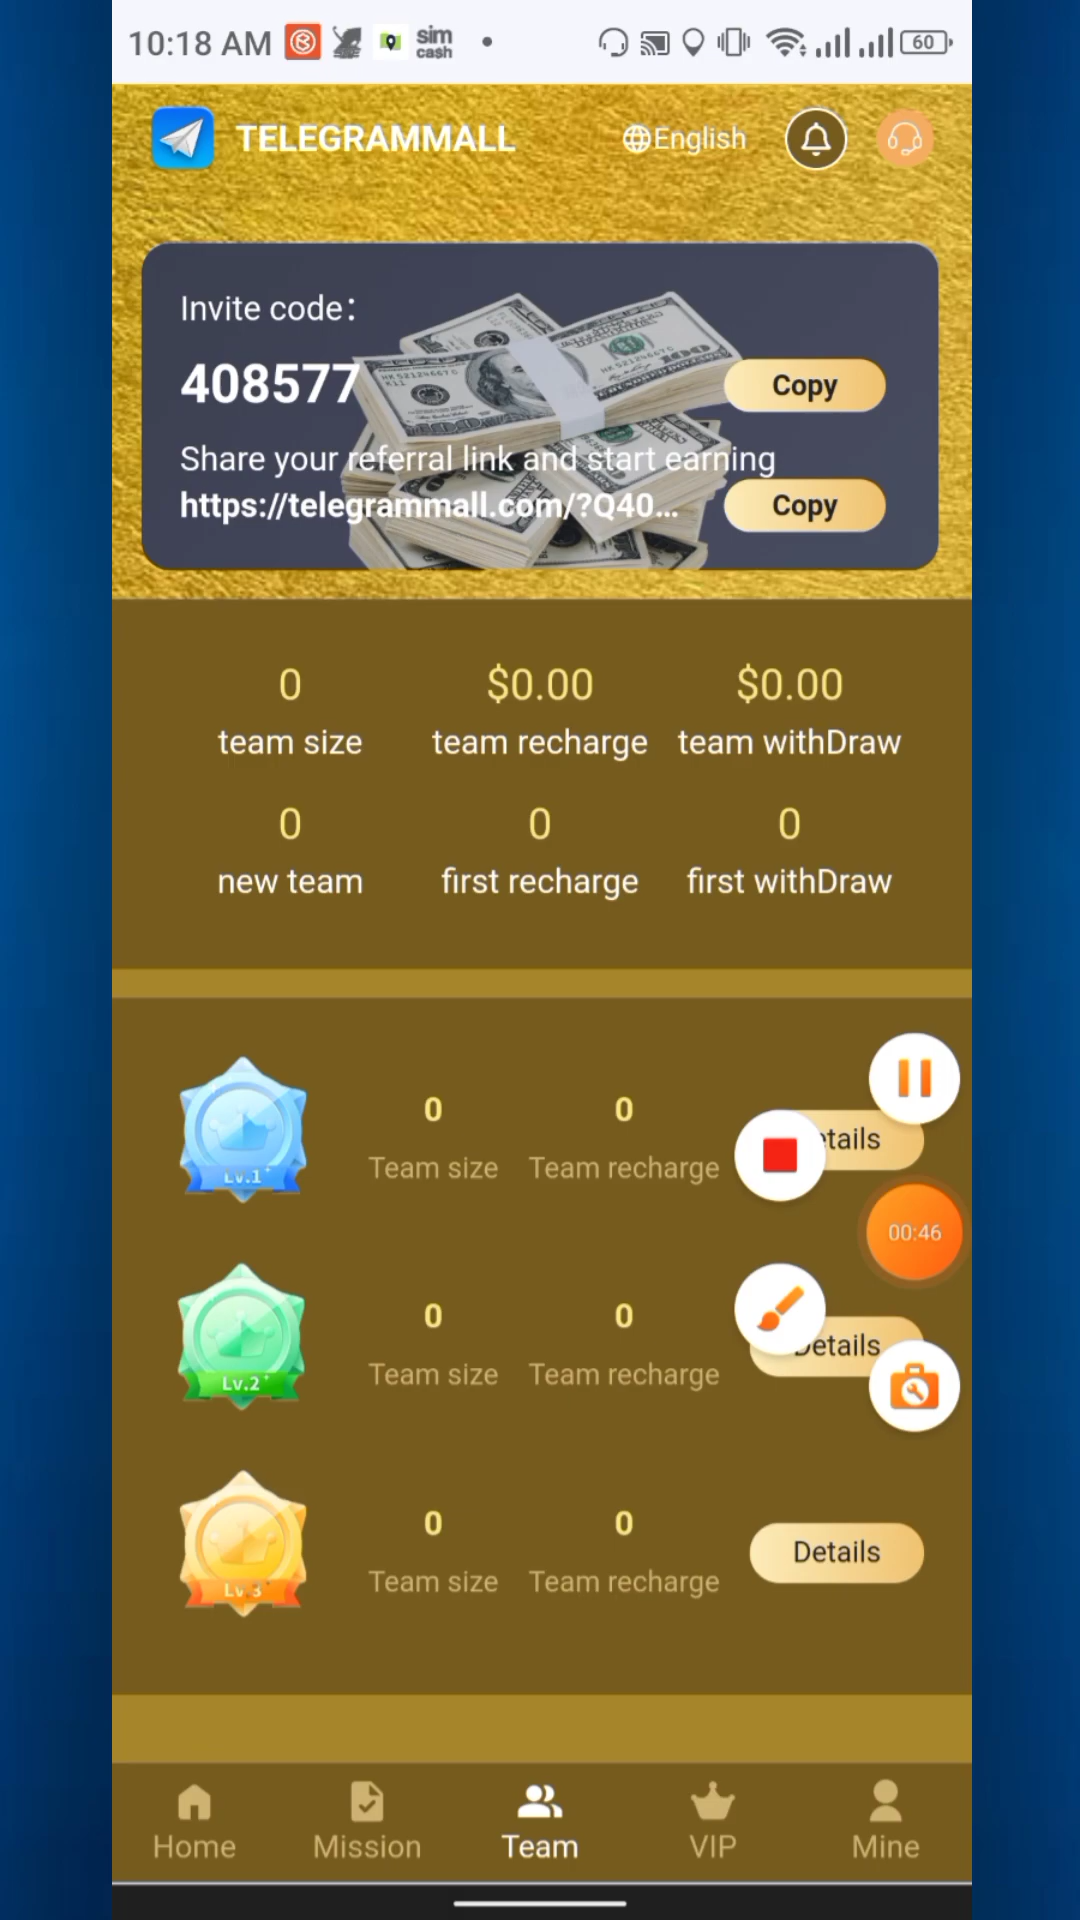 10:18 AM sim cash 60
TELEGRAMMALL English
Invite code：
408577 Copy
Share your referral link and start earning
https://telegrammall.com/?Q40... Copy
0 $0.00 $0.00
team size team recharge team withDraw
0 0 0
new team first recharge first withDraw
0 0
Lv.1 Team size Team recharge etails
00:46
0 0
Lv.2 Team size Team recharge Details
0 0
Lv.3 Team size Team recharge Details
Home Mission Team VIP Mine